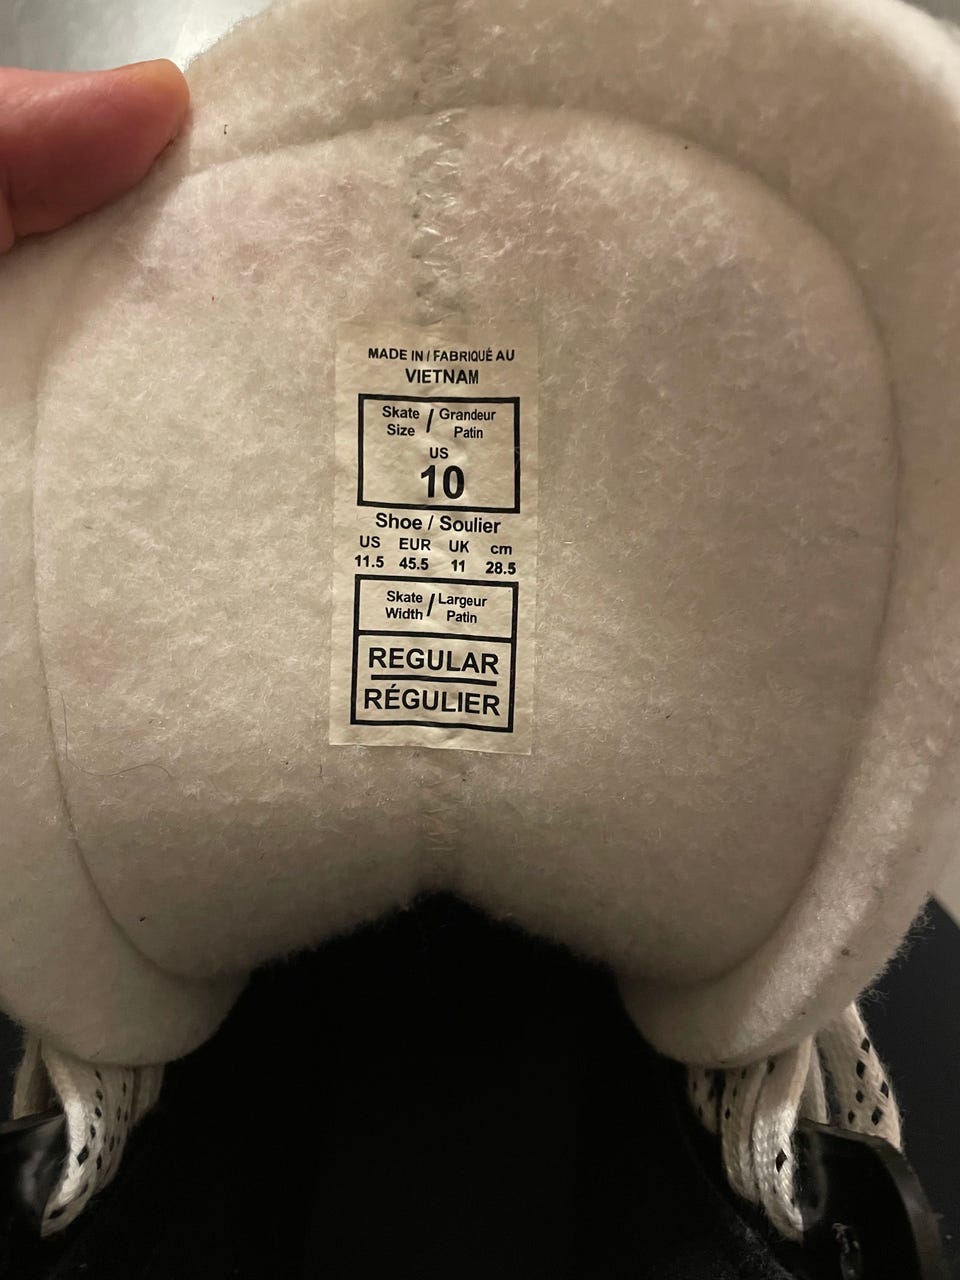 MADE IN / FABRIQUÉ AU
VIETNAM
Skate / Grandeur
Size Patin
US
10
Shoe / Soulier
US EUR UK cm
11.5 45.5 11 28.5
Skate / Largeur
Width Patin
REGULAR
RÉGULIER